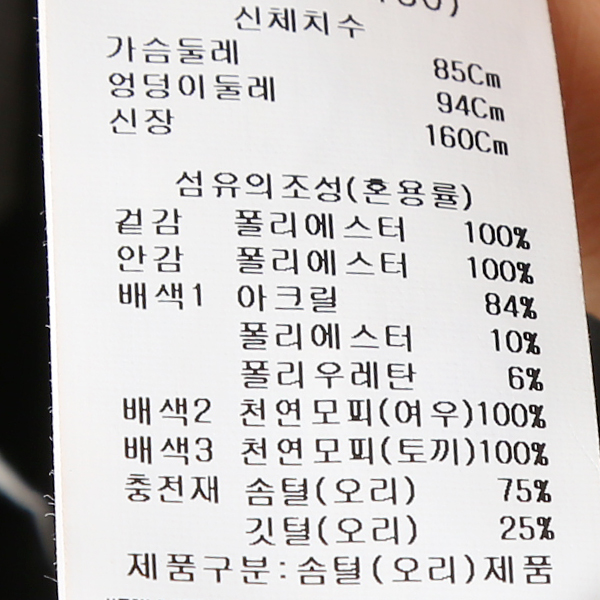 신체치수
가슴둘레 85Cm
엉덩이둘레 94Cm
신장 160Cm
섬유의조성(혼용률)
겉감 폴리에스터 100%
안감 폴리에스터 100%
배색1 아크릴 84%
폴리에스터 10%
폴리우레탄 6%
배색2 천연모피(여우)100%
배색3 천연모피(토끼)100%
충전재 솜털(오리) 75%
깃털(오리) 25%
제품구분:솜털(오리)제품